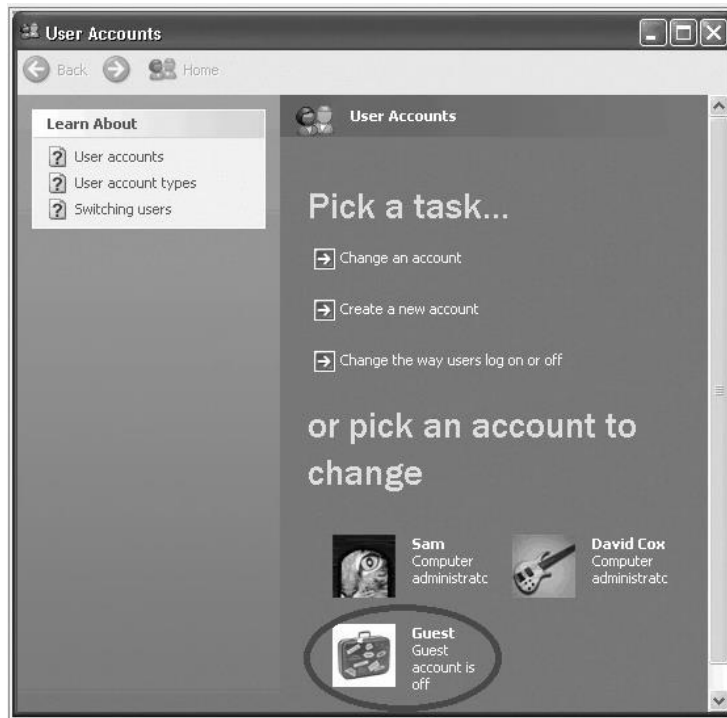 User Accounts
Back Home
Learn About
User accounts
User account types
Switching users
User Accounts
Pick a task...
Change an account
Create a new account
Change the way users log on or off
or pick an account to
change
Sam
Computer
administratc
David Cox
Computer
administratc
Guest
Guest
account is
off